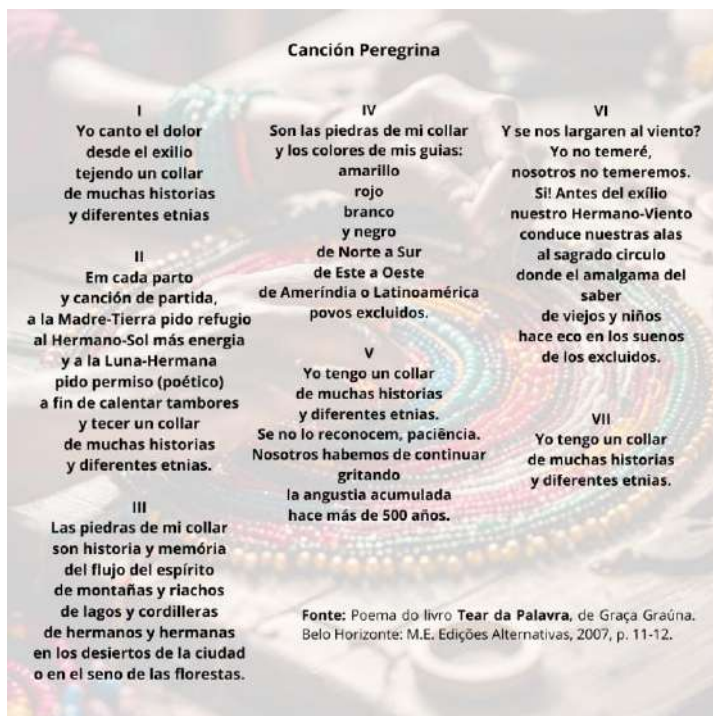 Canción Peregrina
I
Yo canto el dolor
desde el exilio
tejendo un collar
de muchas historias
y diferentes etnias
II
Em cada parto
y canción de partida,
a la Madre-Tierra pido refugio
al Hermano-Sol más energia
y a la Luna-Hermana
pido permiso (poético)
a fin de calentar tambores
y tecer un collar
de muchas historias
y diferentes etnias.
III
Las piedras de mi collar
son historia y memória
del flujo del espírito
de montañas y riachos
de lagos y cordilleras
de hermanos y hermanas
en los desiertos de la ciudad
o en el seno de las florestas.
IV
Son las piedras de mi collar
y los colores de mis guias:
amarillo
rojo
branco
y negro
de Norte a Sur
de Este a Oeste
de Ameríndia o Latinoamérica
povos excluidos.
V
Yo tengo un collar
de muchas historias
y diferentes etnias.
Se no lo reconocem, paciência.
Nosotros habemos de continuar
gritando
la angustia acumulada
hace más de 500 años.
VI
Y se nos largaren al viento?
Yo no temeré,
nosotros no temeremos.
Si! Antes del exílio
nuestro Hermano-Viento
conduce nuestras alas
al sagrado circulo
donde el amalgama del
saber
de viejos y niños
hace eco en los suenos
de los excluidos.
VII
Yo tengo un collar
de muchas historias
y diferentes etnias.
Fonte: Poema do livro Tear da Palavra, de Graça Graúna.
Belo Horizonte: M.E. Edições Alternativas, 2007, p. 11-12.